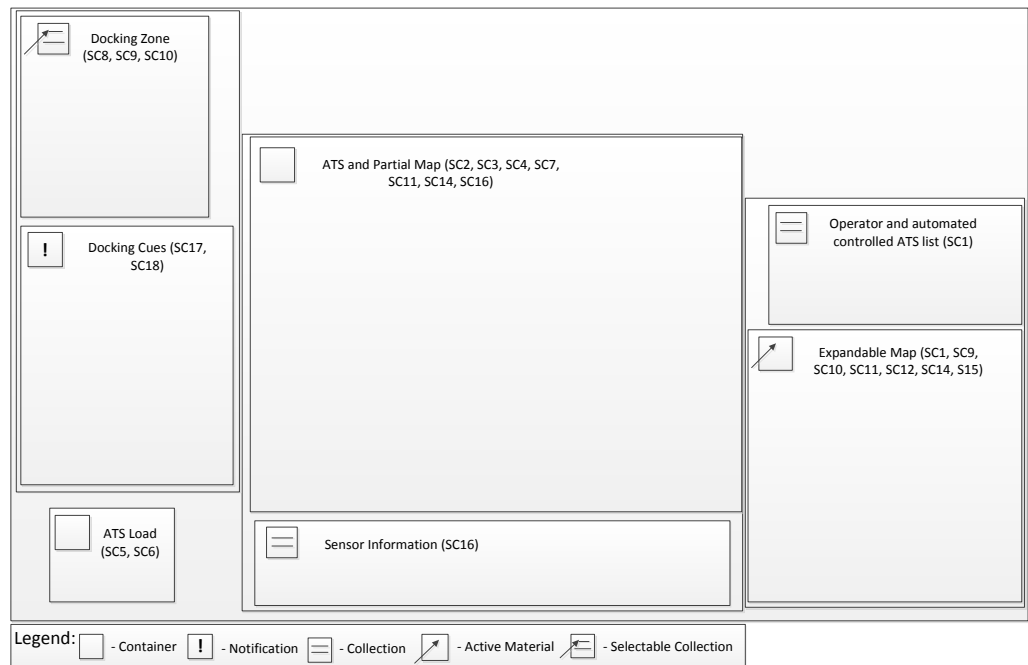 Docking Zone
(SC8, SC9, SC10)
!
Docking Cues (SC17,
SC18)
ATS Load
(SC5, SC6)
ATS and Partial Map (SC2, SC3, SC4, SC7,
SC11, SC14, SC16)
Sensor Information (SC16)
Operator and automated
controlled ATS list (SC1)
Expandable Map (SC1, SC9,
SC10, SC11, SC12, SC14, S15)
Legend: - Container ! - Notification - Collection - Active Material - Selectable Collection